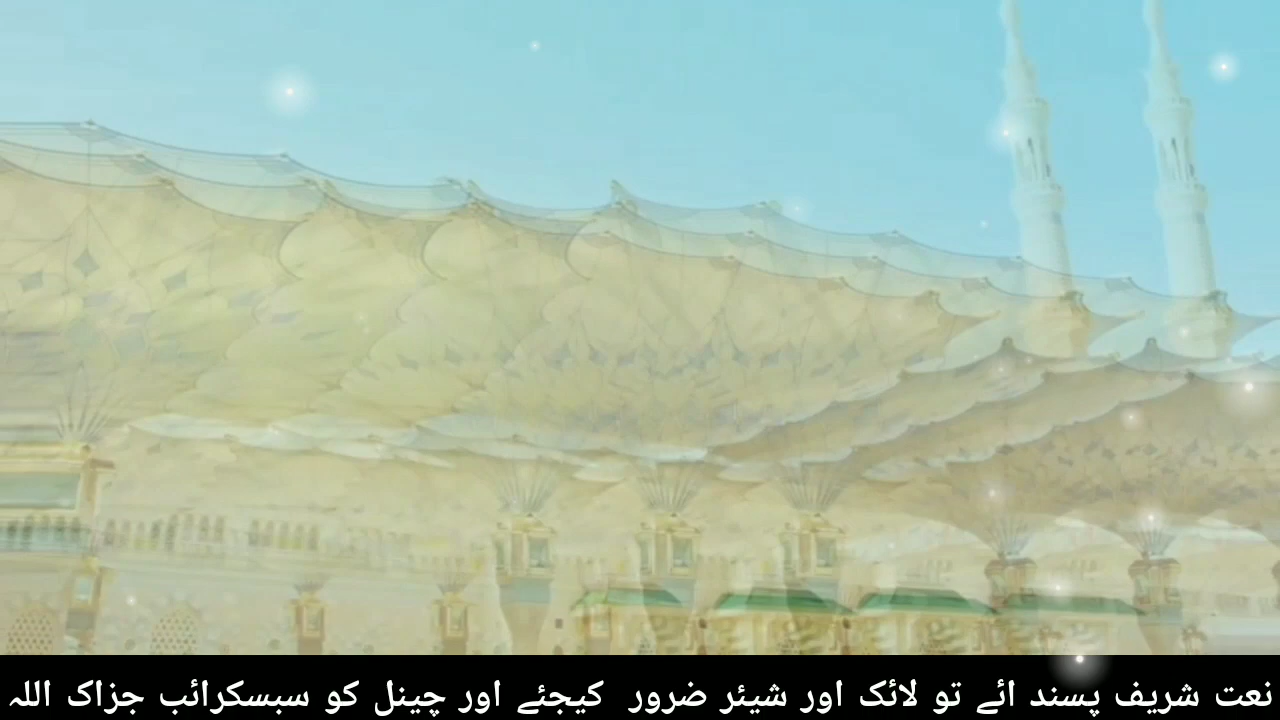 نعت شریف پسند ائے تو لائک اور شیئر ضرور کیجئے اور چینل کو سبسکرائب جزاک اللہ